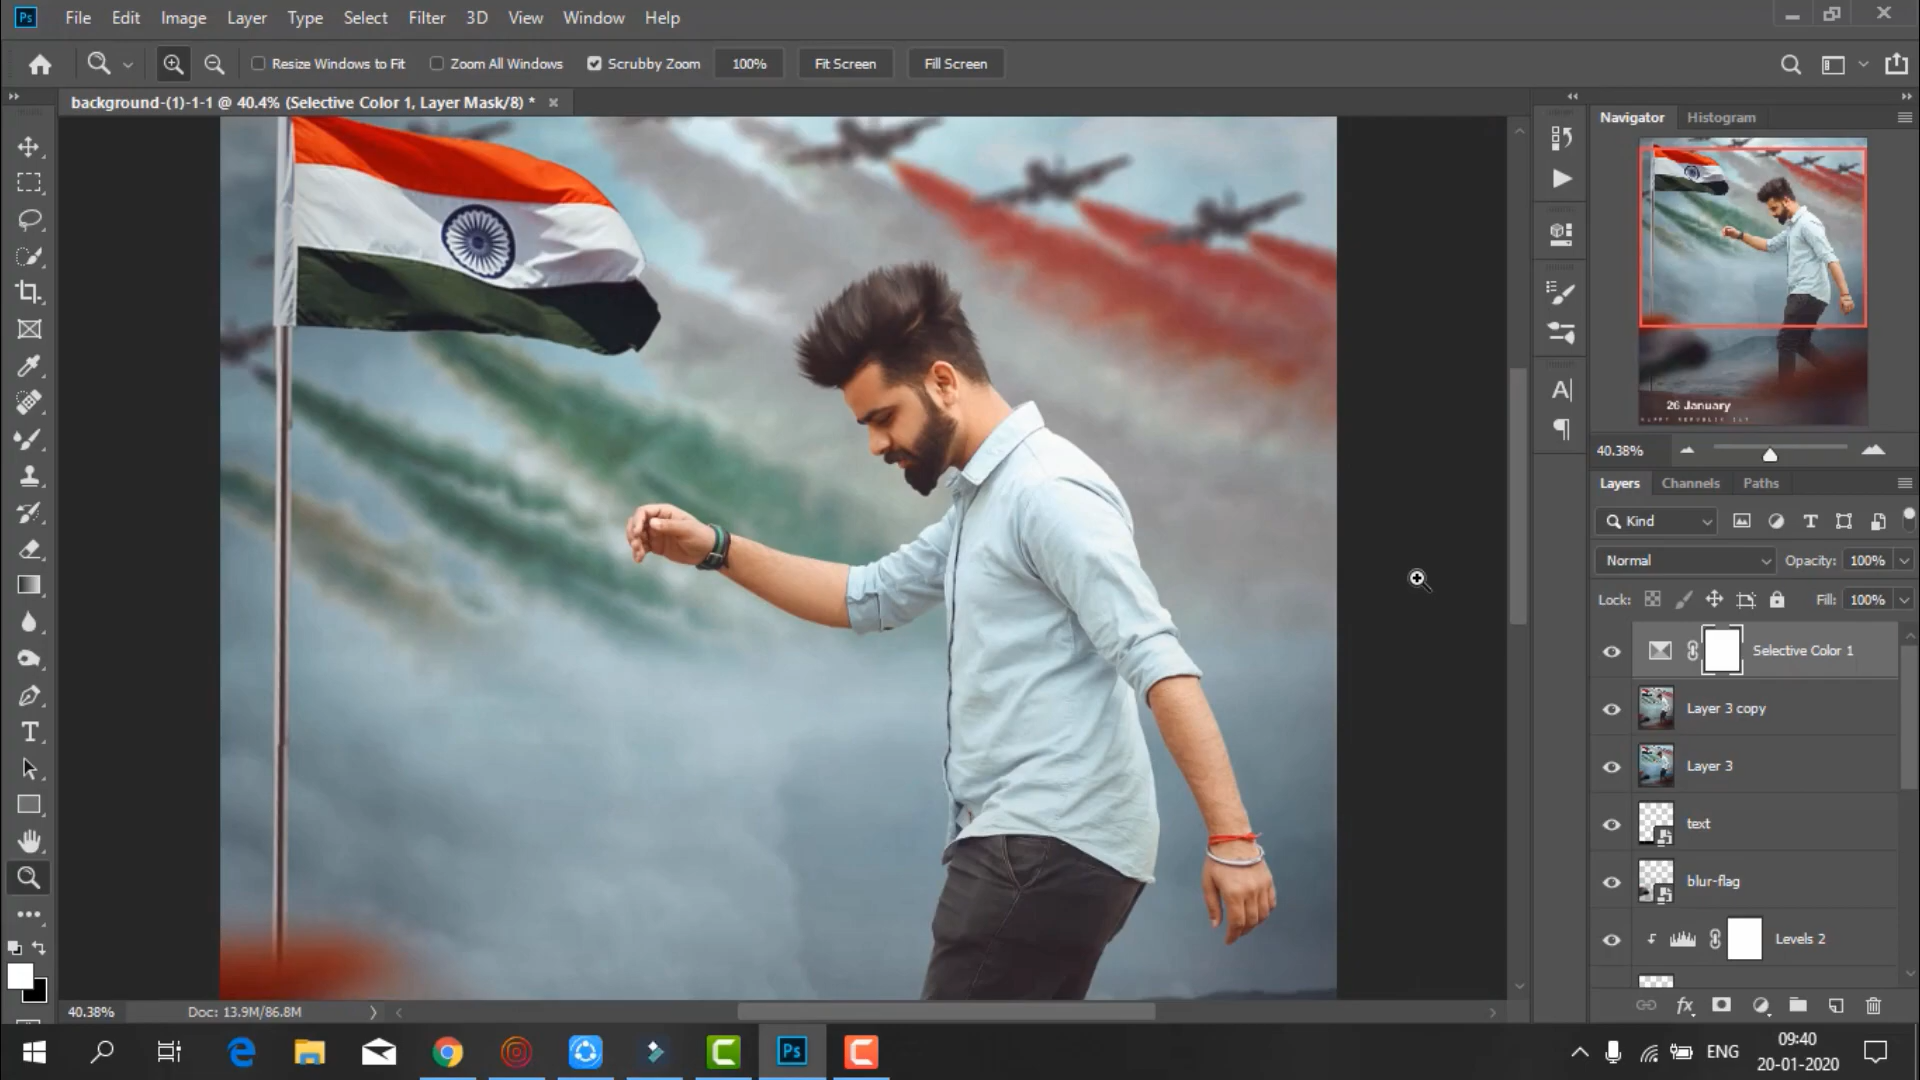 Ps File Edit Image Layer Type Select Filter 3D View Window Help
Resize Windows to Fit Zoom All Windows Scrubby Zoom 100% Fit Screen Fill Screen
background-(1)-1-1 @ 40.4% (Selective Color 1, Layer Mask/8) *
Navigator Histogram
26 January
40.38%
Layers Channels Paths
Kind
Normal Opacity: 100%
Lock: Fill: 100%
Selective Color 1
Layer 3 copy
Layer 3
text
blur-flag
Levels 2
40.38% Doc: 13.9M/86.8M
Ps
ENG
09:40
20-01-2020